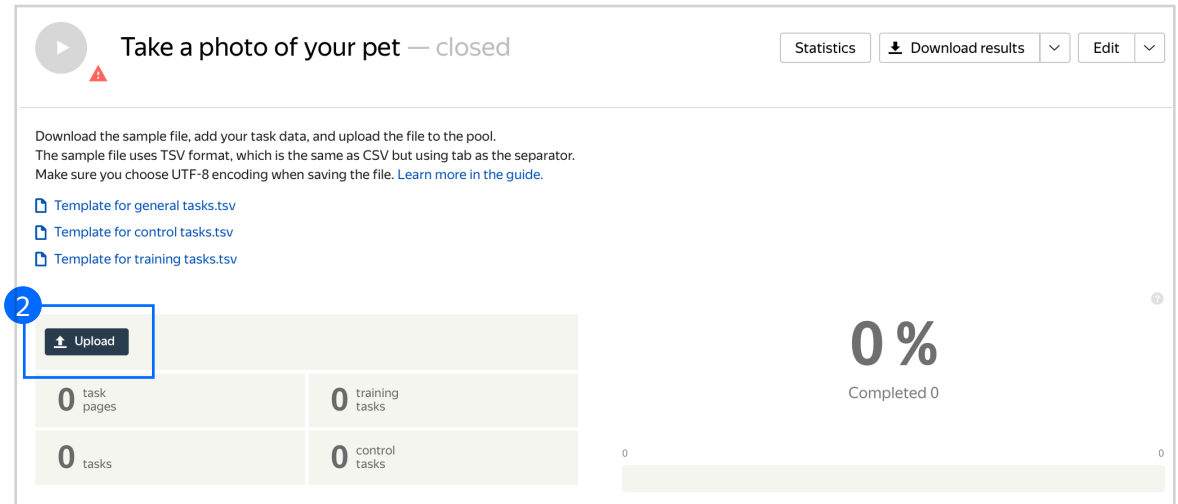 Take a photo of your pet — closed
Statistics
Download results
Edit
Download the sample file, add your task data, and upload the file to the pool.
The sample file uses TSV format, which is the same as CSV but using tab as the separator.
Make sure you choose UTF-8 encoding when saving the file. Learn more in the guide.
Template for general tasks.tsv
Template for control tasks.tsv
Template for training tasks.tsv
2
Upload
0 task pages
0 training tasks
0 tasks
0 control tasks
?
0 %
Completed 0
0
0